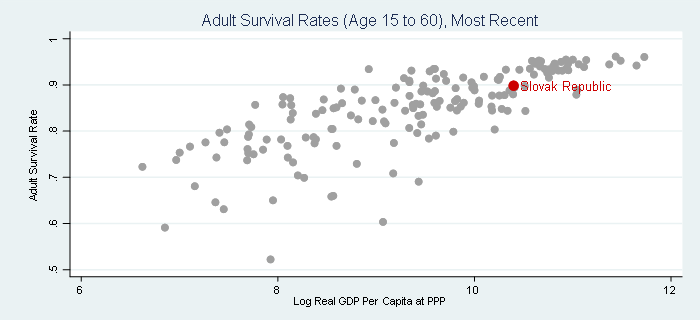 Adult Survival Rates (Age 15 to 60), Most Recent
1
.9
.8
.7
.6
.5
Adult Survival Rate
Slovak Republic
6
8
10
12
Log Real GDP Per Capita at PPP